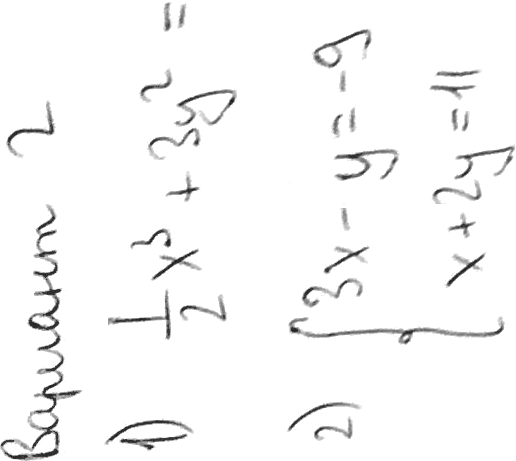 Вариант 2
1) 1/2 x³ + 3y² =
2) { 3x - y = -9
x + 2y = 11